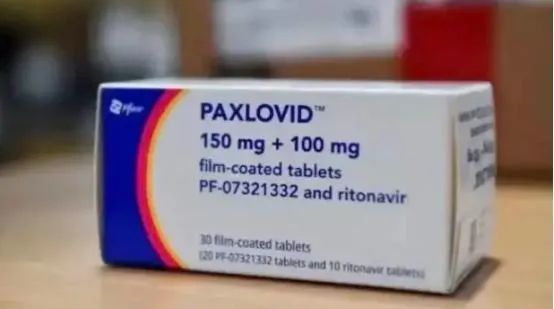 Pfizer
PAXLOVID™
150 mg + 100 mg
film-coated tablets
PF-07321332 and ritonavir
30 film-coated tablets
(20 PF-07321332 tablets and 10 ritonavir tablets)